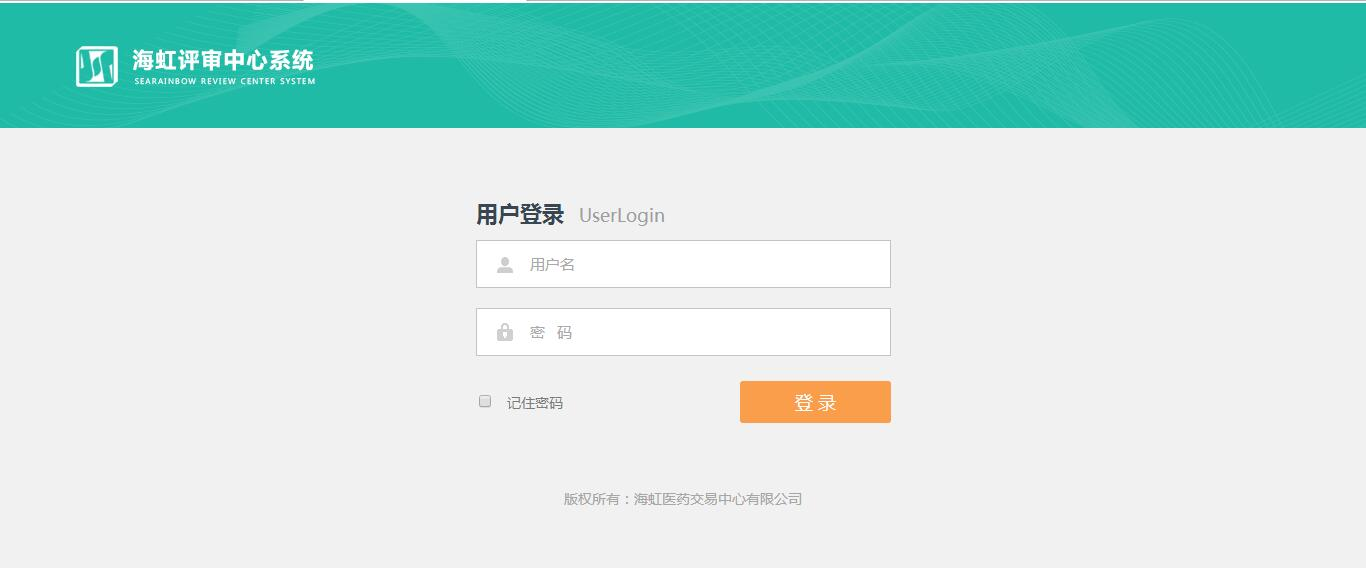 海虹评审中心系统
SEARAINBOW REVIEW CENTER SYSTEM
用户登录 UserLogin
用户名
密 码
记住密码 登录
版权所有：海虹医药交易中心有限公司